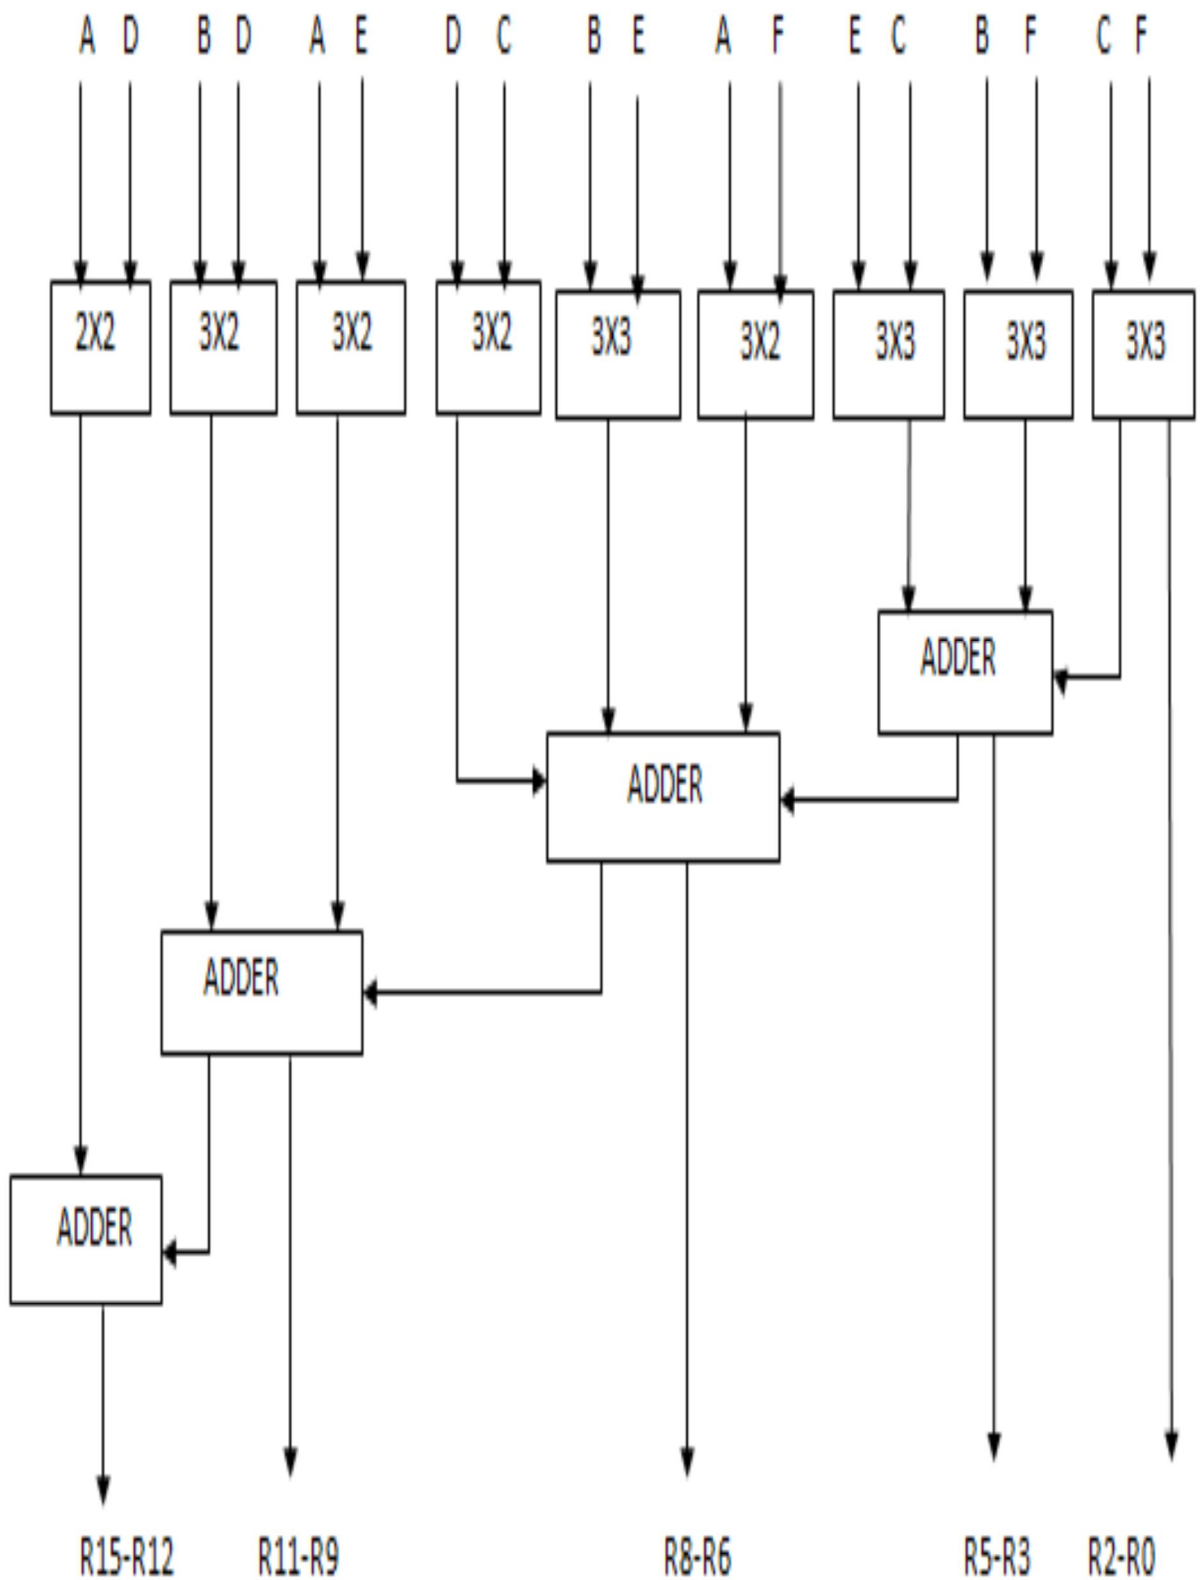 A D B D A E D C B E A F E C B F C F
2X2 3X2 3X2 3X2 3X3 3X2 3X3 3X3 3X3
ADDER
ADDER
ADDER
ADDER
R15-R12 R11-R9 R8-R6 R5-R3 R2-R0